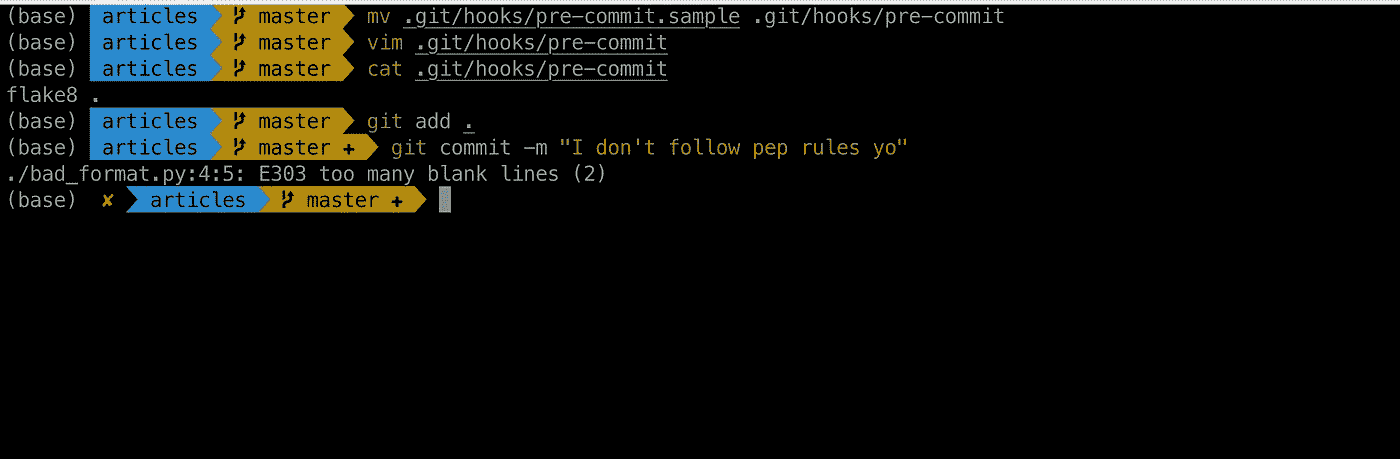 (base) articles master mv .git/hooks/pre-commit.sample .git/hooks/pre-commit
(base) articles master vim .git/hooks/pre-commit
(base) articles master cat .git/hooks/pre-commit
flake8 .
(base) articles master git add .
(base) articles master + git commit -m "I don't follow pep rules yo"
./bad_format.py:4:5: E303 too many blank lines (2)
(base) ✘ articles master +